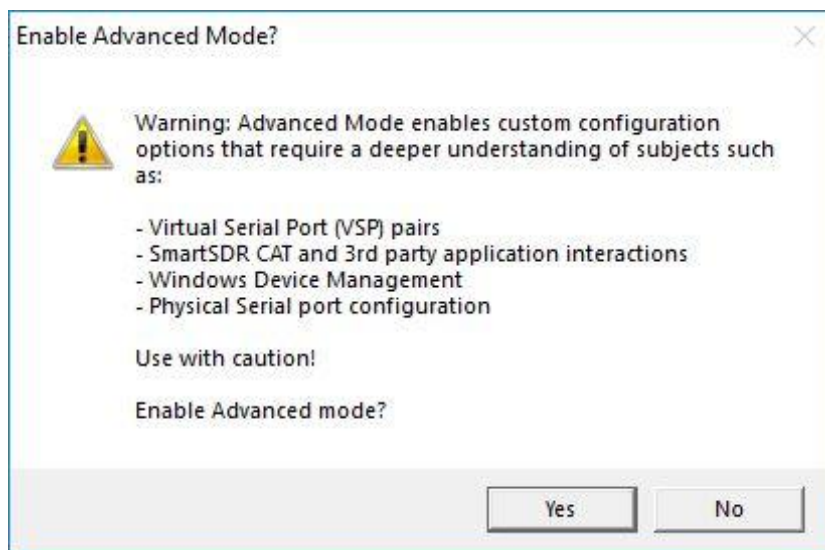 Enable Advanced Mode?
Warning: Advanced Mode enables custom configuration
options that require a deeper understanding of subjects such
as:
- Virtual Serial Port (VSP) pairs
- SmartSDR CAT and 3rd party application interactions
- Windows Device Management
- Physical Serial port configuration
Use with caution!
Enable Advanced mode?
Yes No